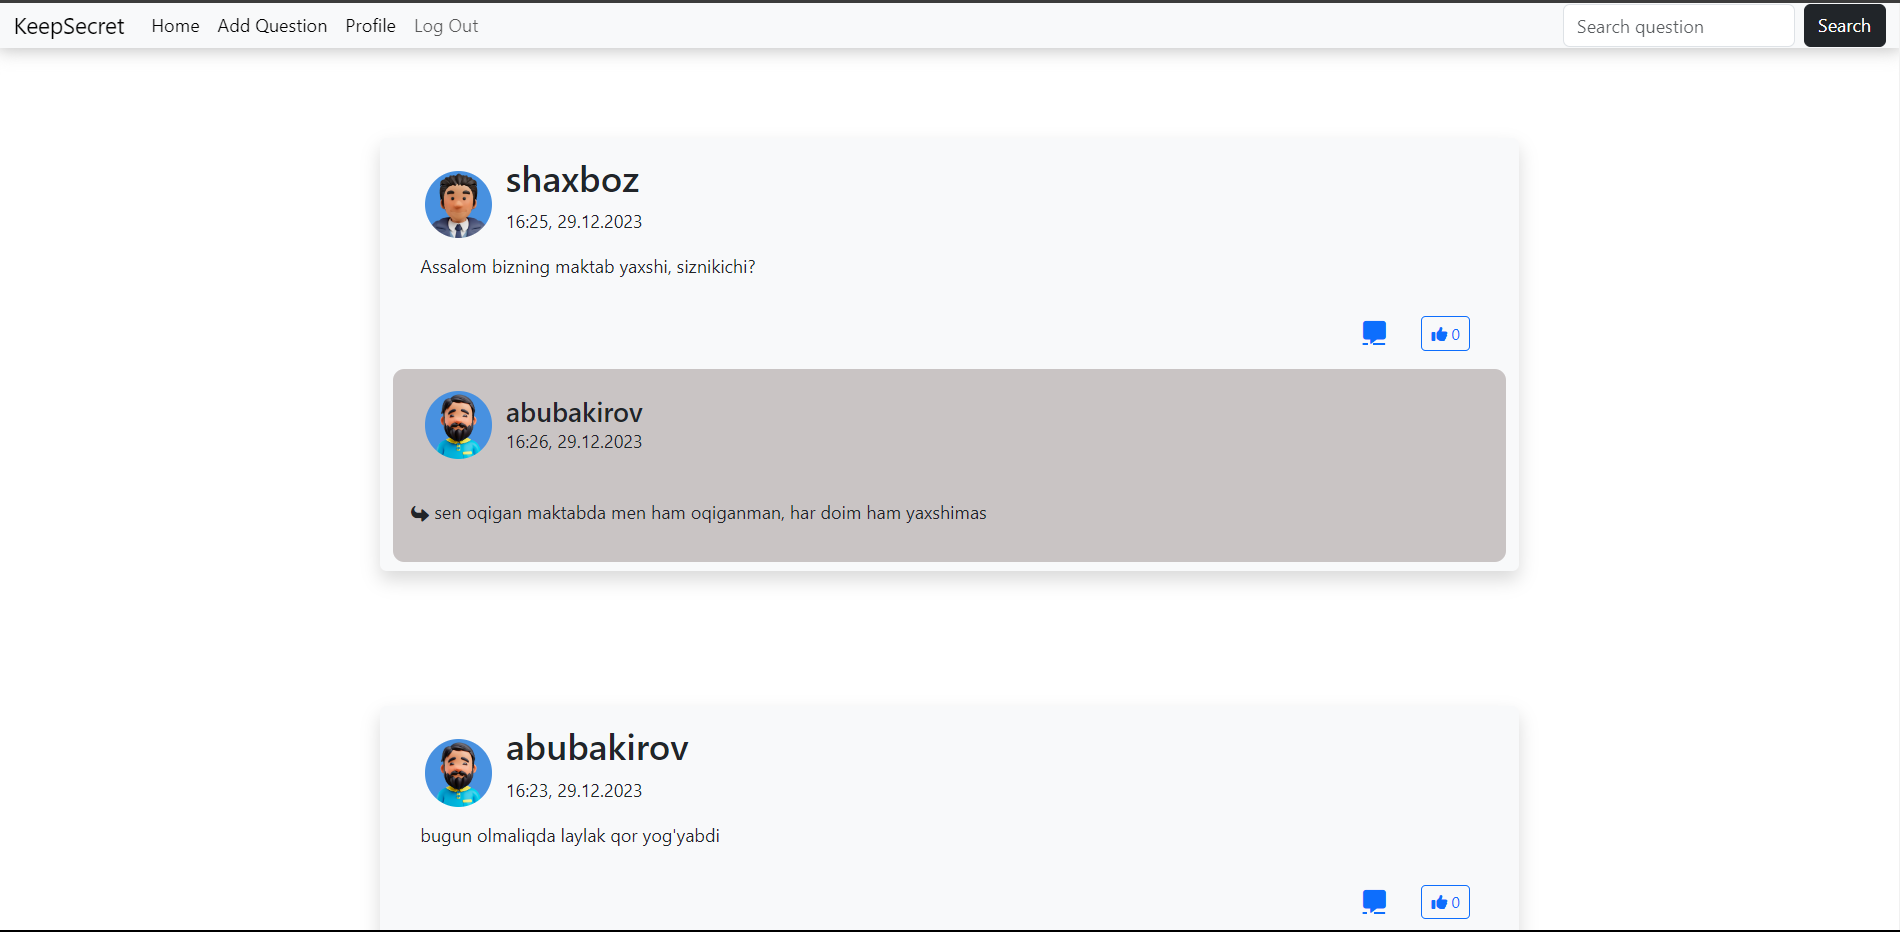 KeepSecret Home Add Question Profile Log Out Search question Search
shaxboz
16:25, 29.12.2023
Assalom bizning maktab yaxshi, siznikichi?
0
abubakirov
16:26, 29.12.2023
sen oqigan maktabda men ham oqiganman, har doim ham yaxshimas
abubakirov
16:23, 29.12.2023
bugun olmaliqda laylak qor yog'yabdi
0